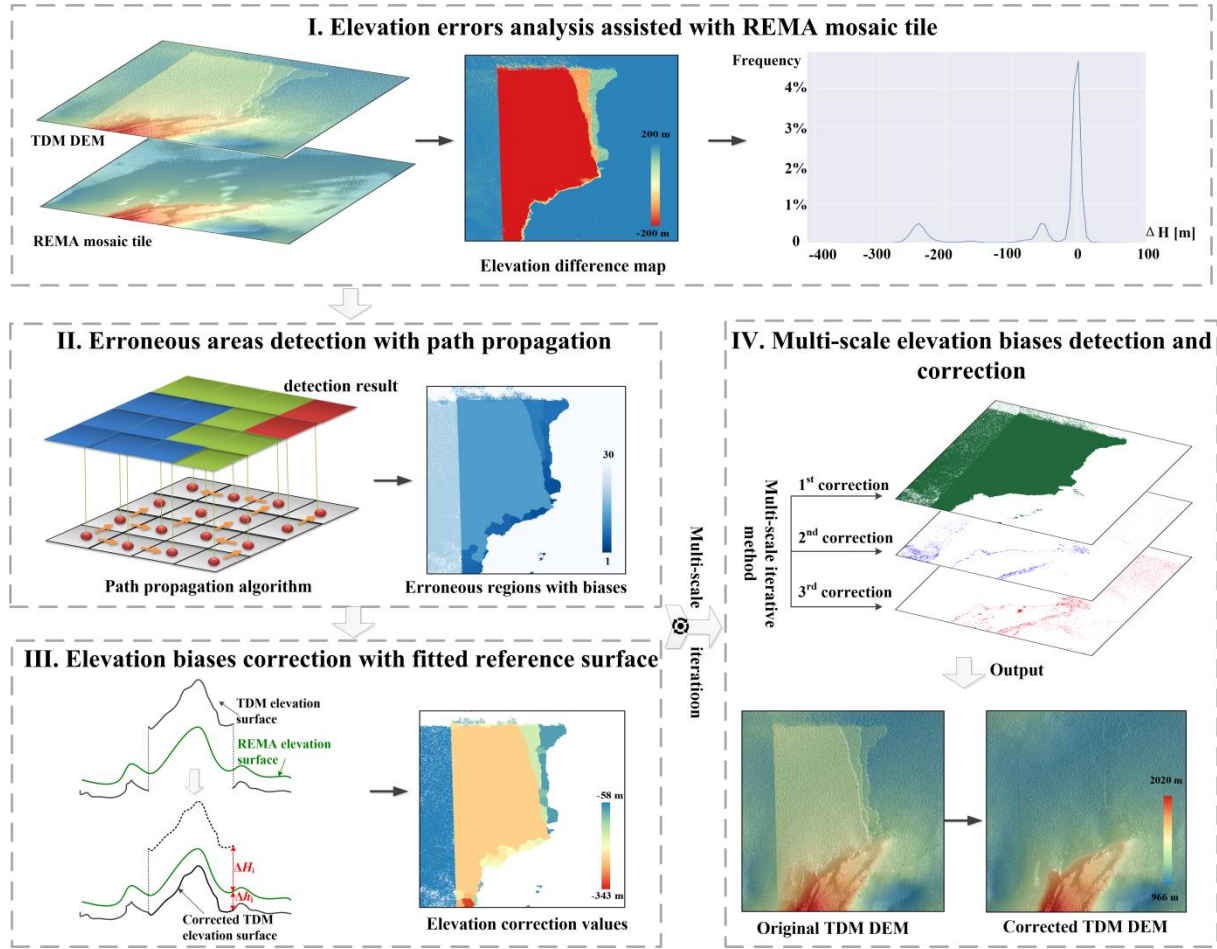 I. Elevation errors analysis assisted with REMA mosaic tile
TDM DEM
REMA mosaic tile
200 m
-200 m
Elevation difference map
Frequency
4%
3%
2%
1%
0
-400
-300
-200
-100
0
100
Δ H [m]
II. Erroneous areas detection with path propagation
detection result
Path propagation algorithm
30
1
Erroneous regions with biases
III. Elevation biases correction with fitted reference surface
TDM elevation
surface
REMA elevation
surface
ΔHi
Δhi
Corrected TDM
elevation surface
-58 m
-343 m
Elevation correction values
Multi-scale
iteratioon
IV. Multi-scale elevation biases detection and
correction
Multi-scale iterative
method
1st correction
2nd correction
3rd correction
Output
Original TDM DEM
2020 m
966 m
Corrected TDM DEM